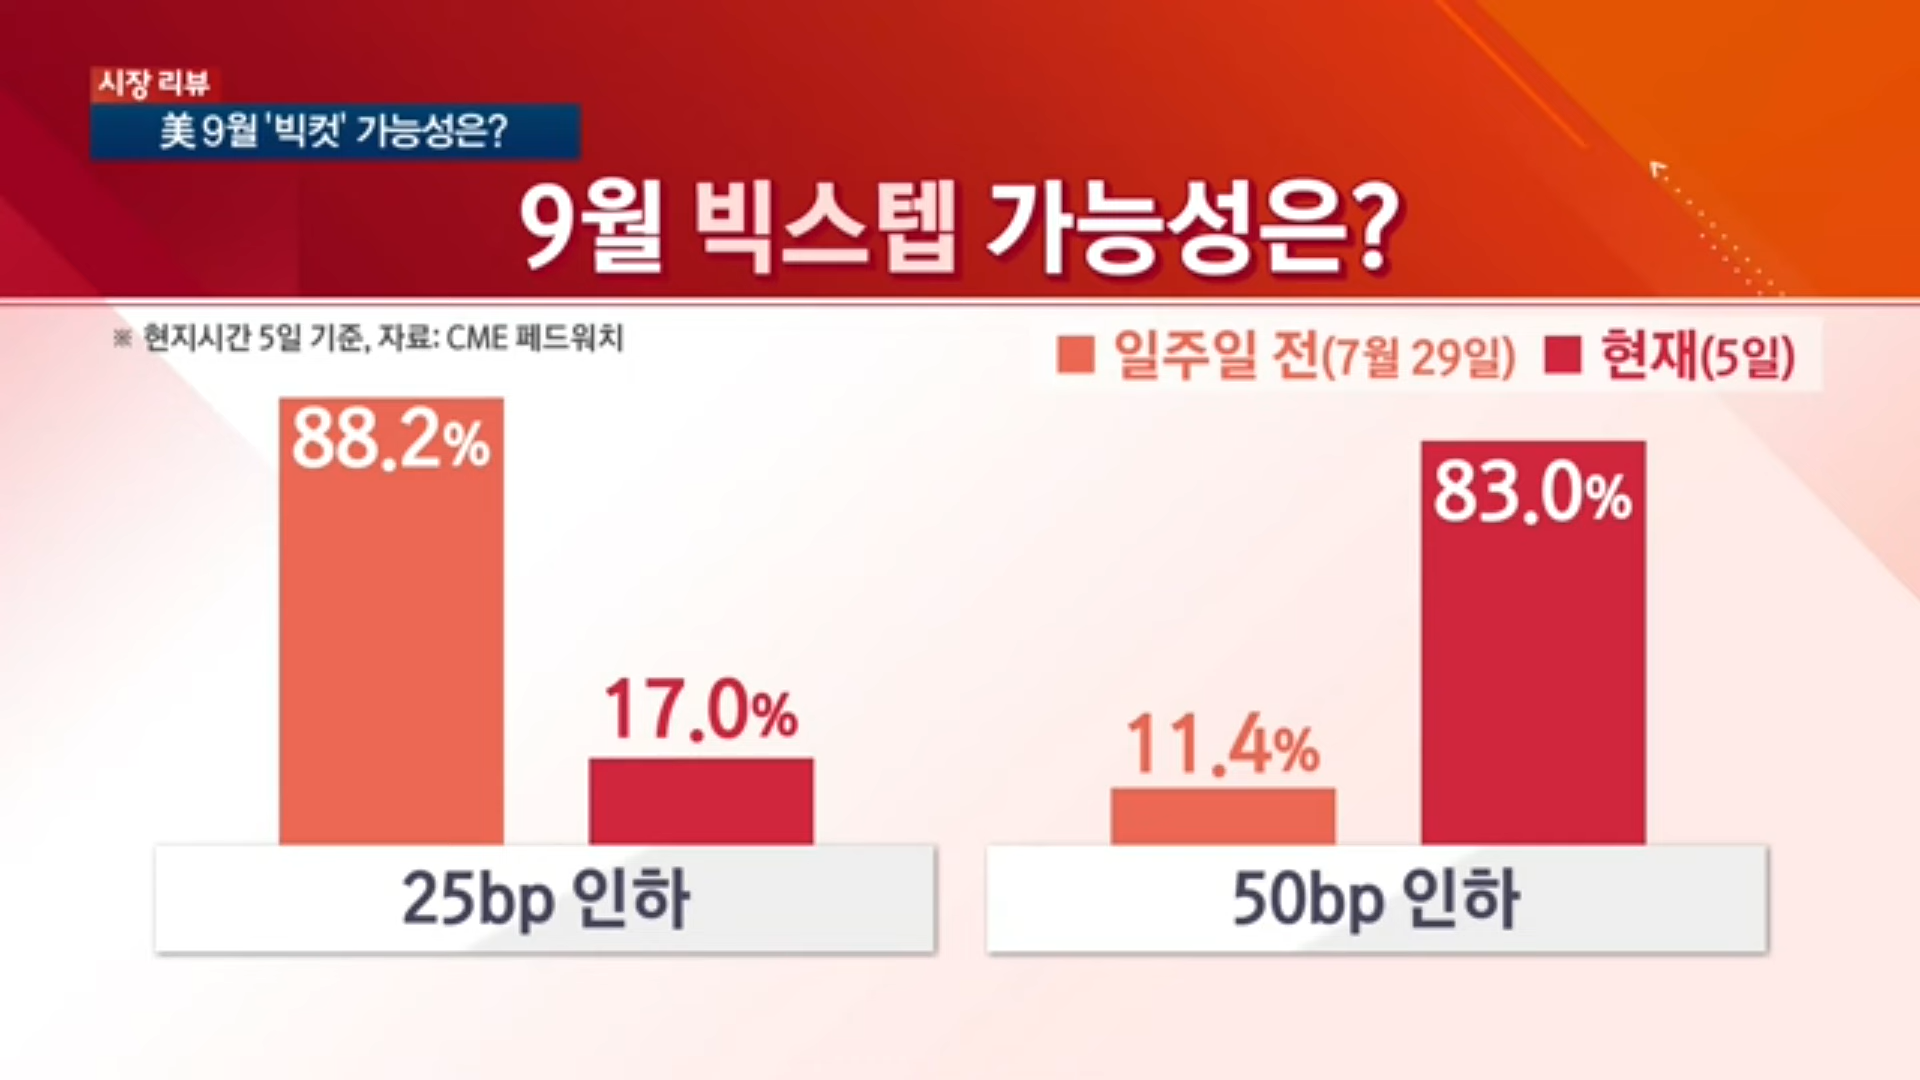 시장 리뷰
美 9월 '빅컷' 가능성은?
9월 빅스텝 가능성은?
※ 현지시간 5일 기준, 자료: CME 페드워치
일주일 전(7월 29일) 현재(5일)
88.2%
17.0%
25bp 인하
11.4%
83.0%
50bp 인하